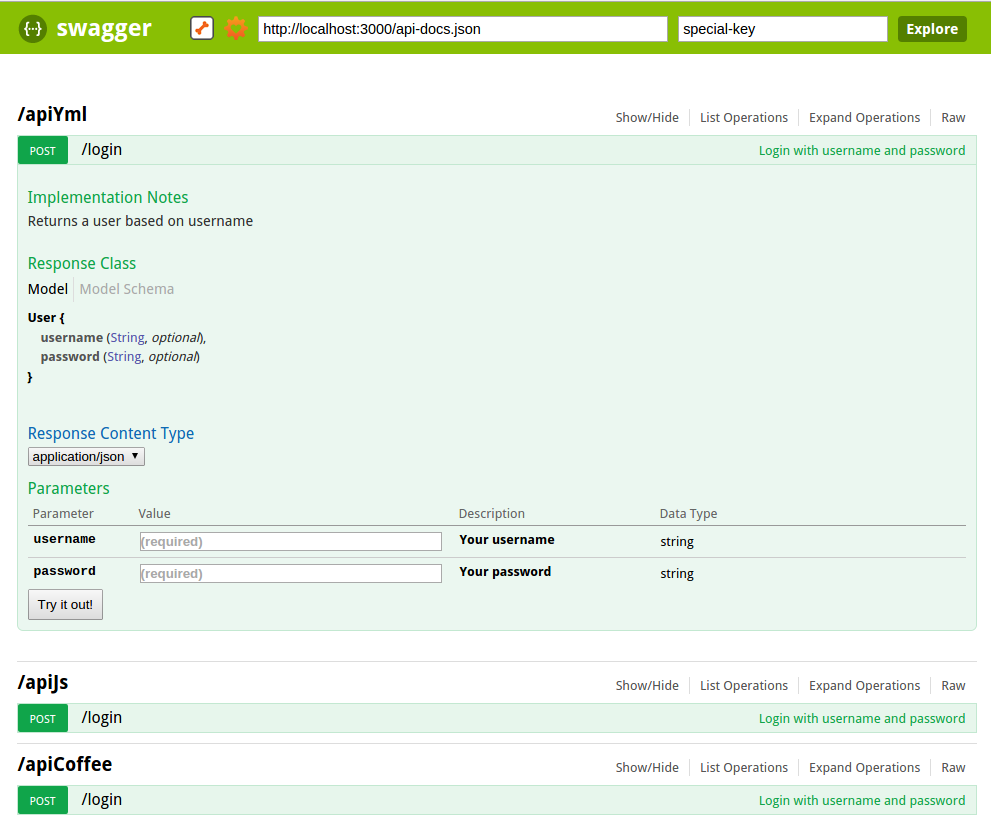 {··} swagger http://localhost:3000/api-docs.json special-key Explore
/apiYml Show/Hide List Operations Expand Operations Raw
POST /login Login with username and password
Implementation Notes
Returns a user based on username
Response Class
Model Model Schema
User {
username (String, optional),
password (String, optional)
}
Response Content Type
application/json
Parameters
Parameter Value Description Data Type
username (required) Your username string
password (required) Your password string
Try it out!
/apiJs Show/Hide List Operations Expand Operations Raw
POST /login Login with username and password
/apiCoffee Show/Hide List Operations Expand Operations Raw
POST /login Login with username and password